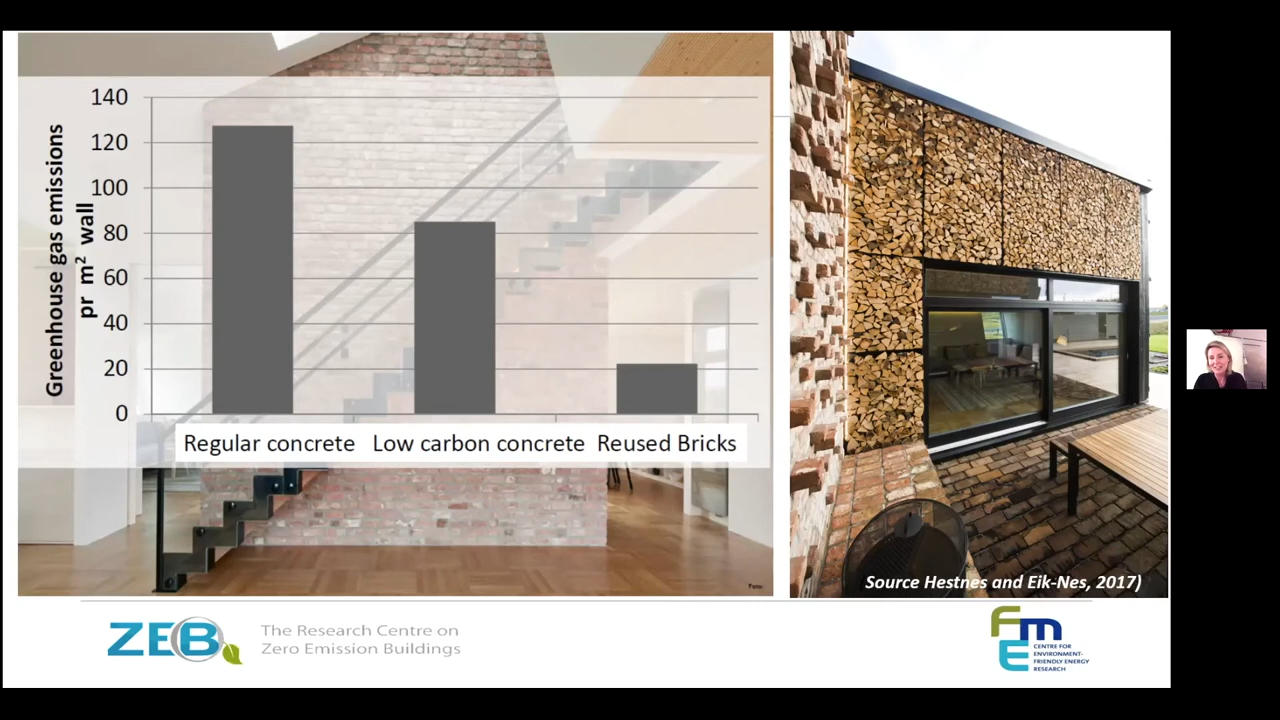 140
120
100
80
60
40
20
0
Greenhouse gas emissions
pr m² wall
Regular concrete Low carbon concrete Reused Bricks
Foto:
Source Hestnes and Eik-Nes, 2017)
ZEB
The Research Centre on
Zero Emission Buildings
FmE
CENTRE FOR
ENVIRONMENT-
FRIENDLY ENERGY
RESEARCH